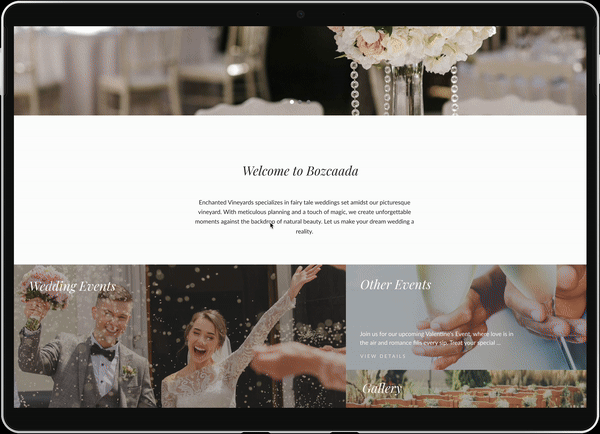 Welcome to Bozcaada
Enchanted Vineyards specializes in fairy tale weddings set amidst our picturesque
vineyard. With meticulous planning and a touch of magic, we create unforgettable
moments against the backdrop of natural beauty. Let us make your dream wedding a
reality.
Wedding Events
Other Events
Join us for our upcoming Valentine's Event, where love is in
the air and romance fills every sip. Treat your special ...
VIEW DETAILS
Gallery